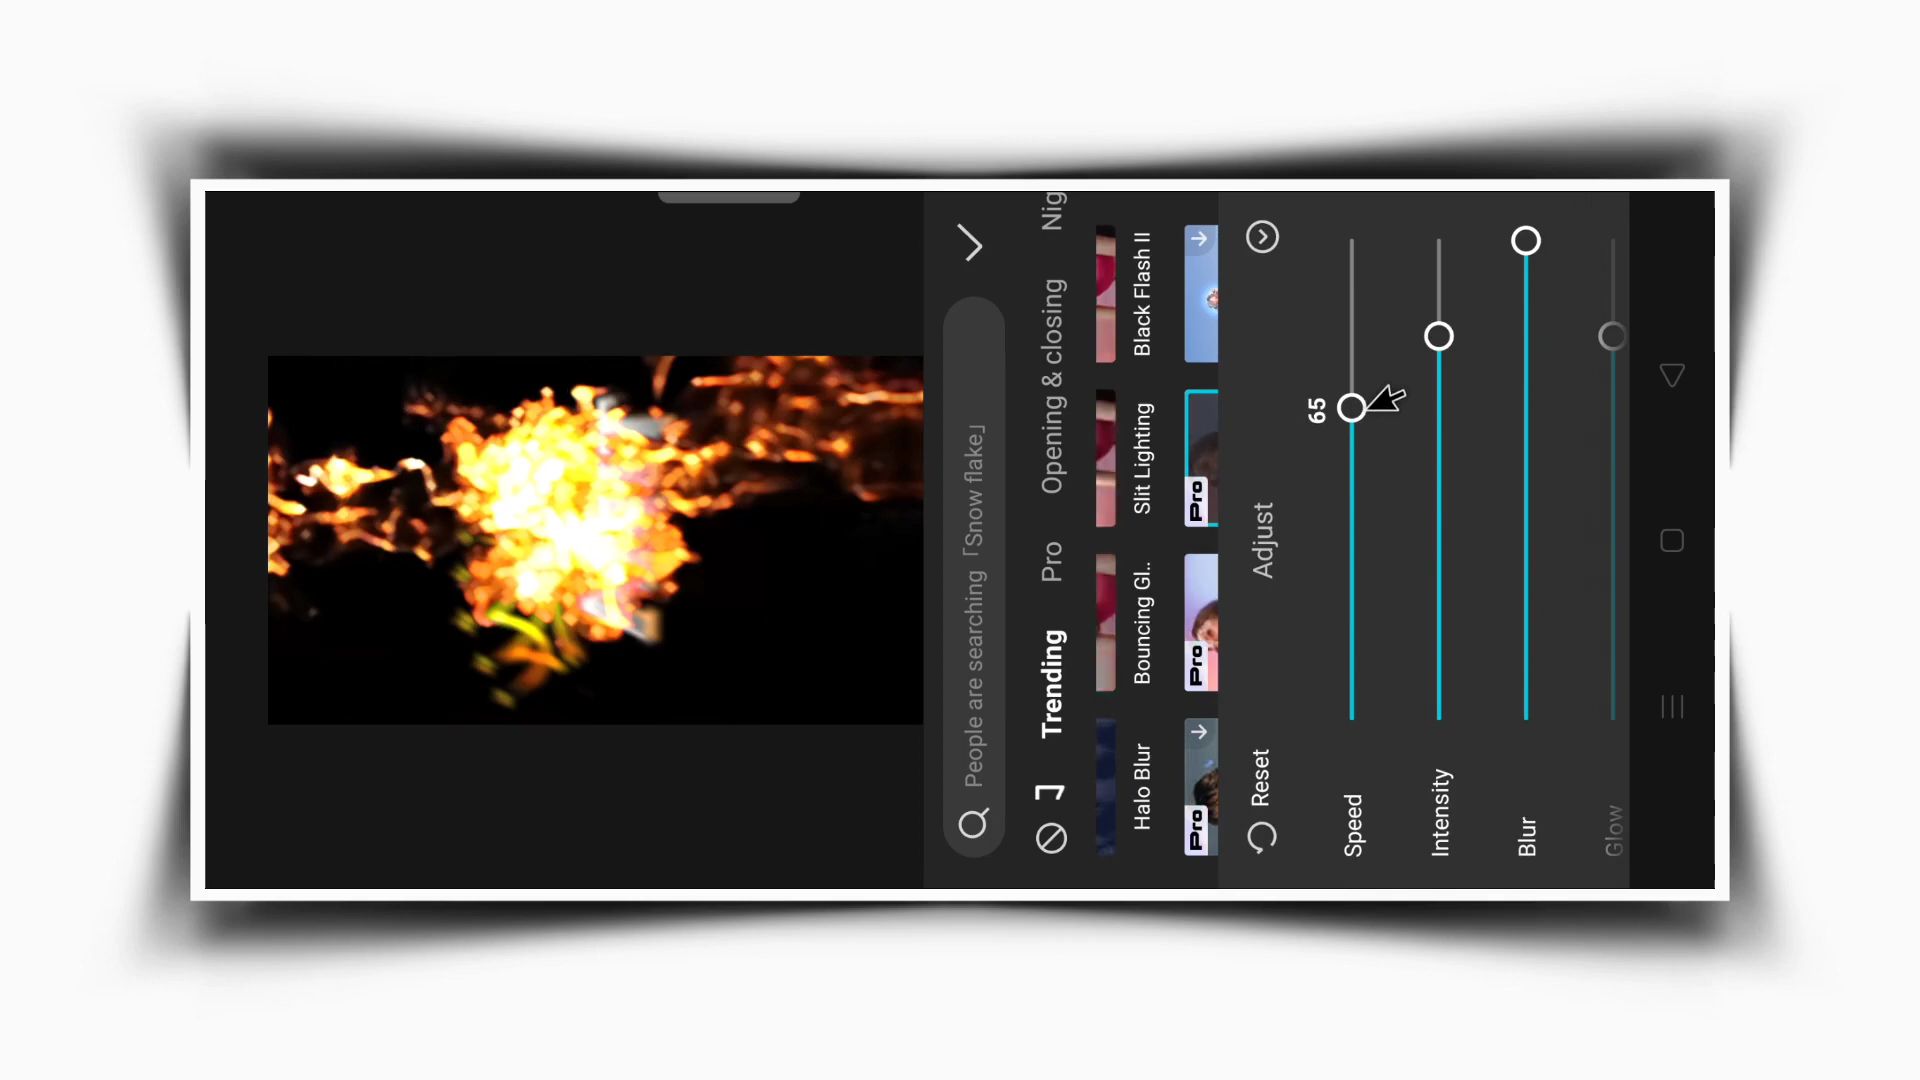 People are searching「Snow flake」
Trending Pro Opening & closing Nig
Halo Blur Bouncing Gl.. Slit Lighting Black Flash II
Pro Pro Pro
Reset Adjust
65
Speed
Intensity
Blur
Glow